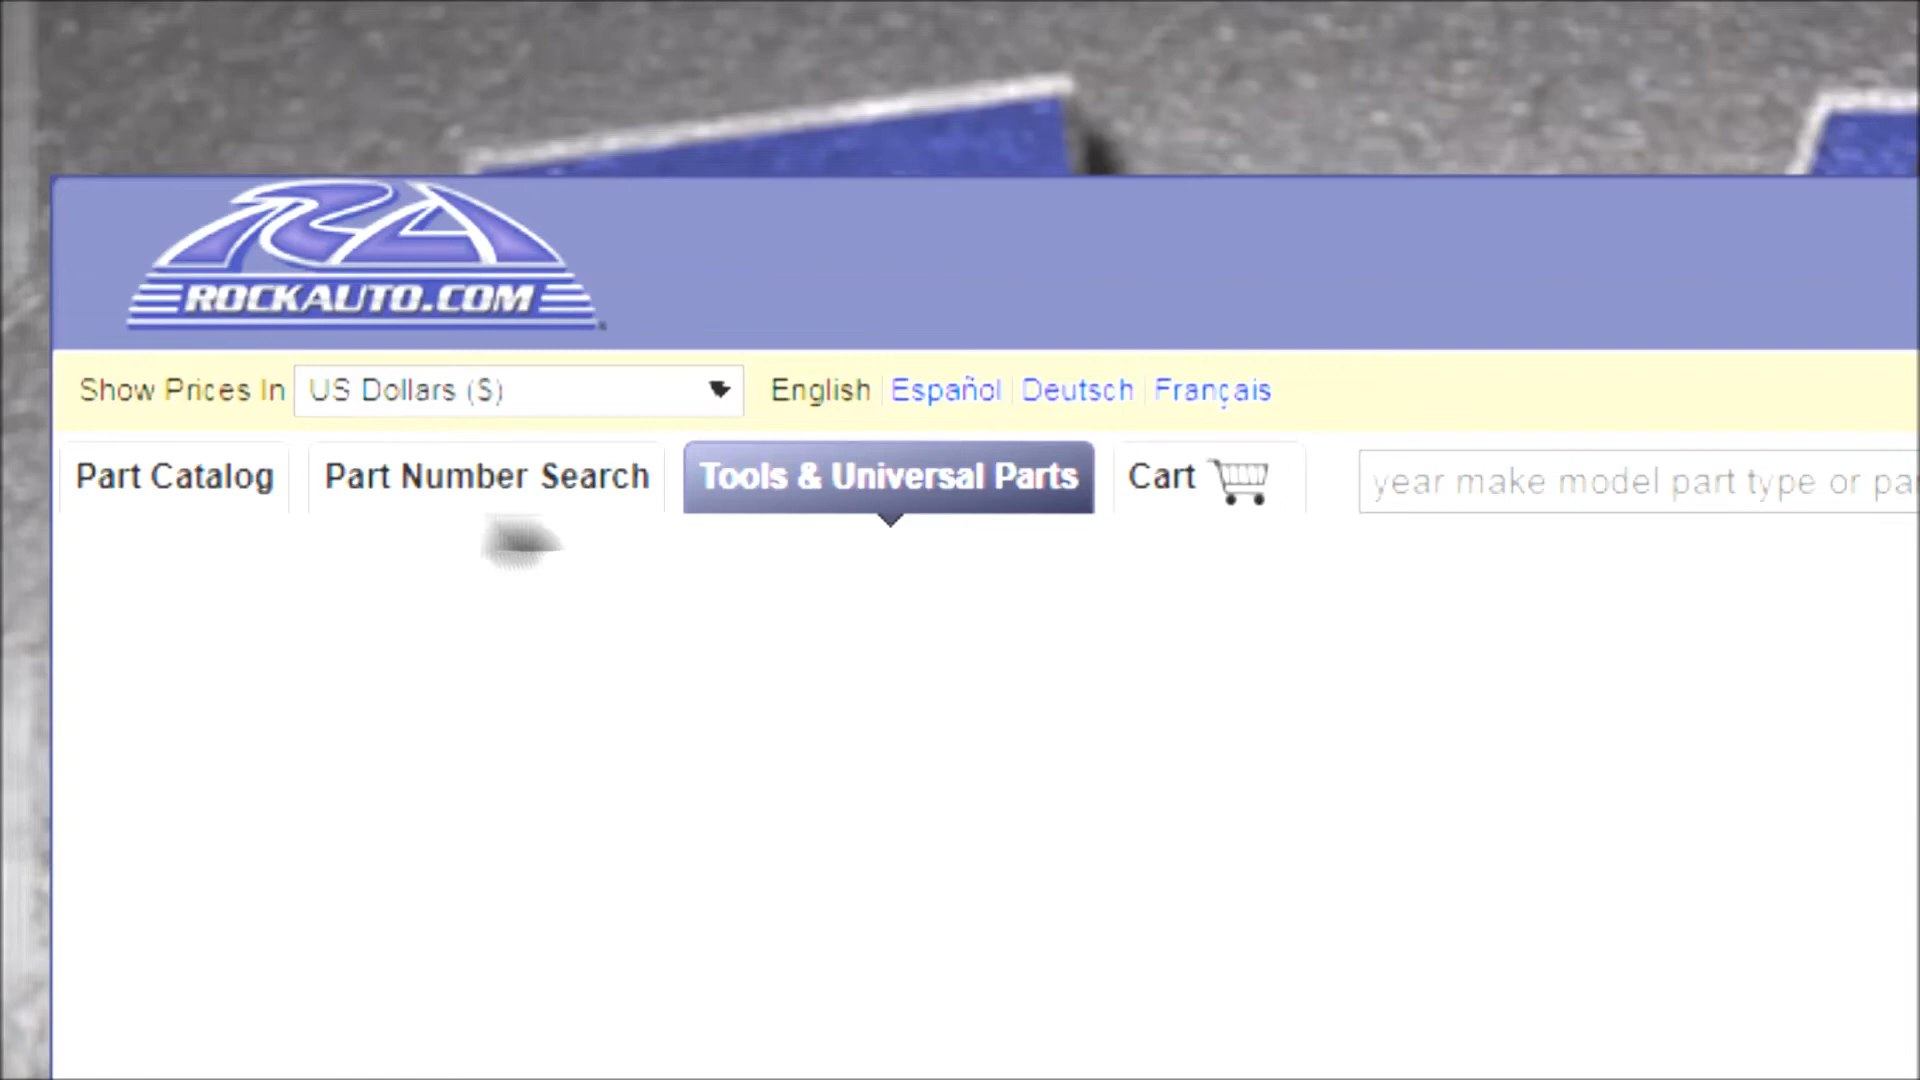 RA
ROCKAUTO.COM
Show Prices In US Dollars ($) English Español Deutsch Français
Part Catalog Part Number Search Tools & Universal Parts Cart year make model part type or